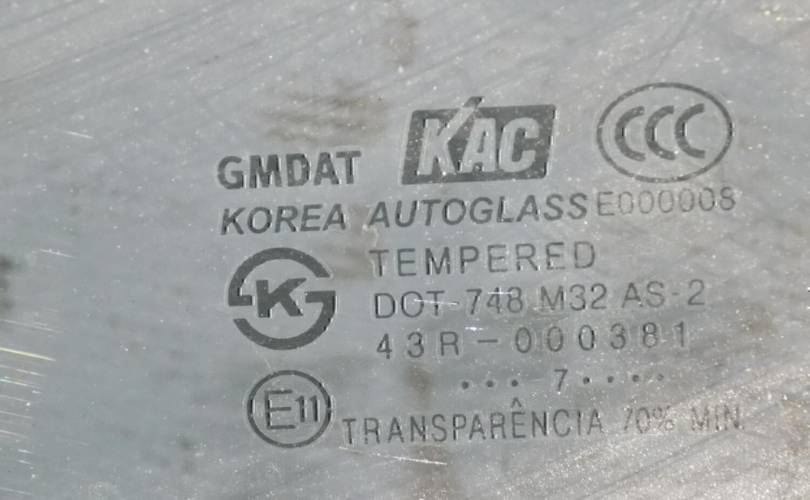 GMDAT KAC CCC
KOREA AUTOGLASS E000008
K
TEMPERED
DOT-748 M32 AS-2
43R-000381
...7....
E11
TRANSPARÊNCIA 70% MIN.